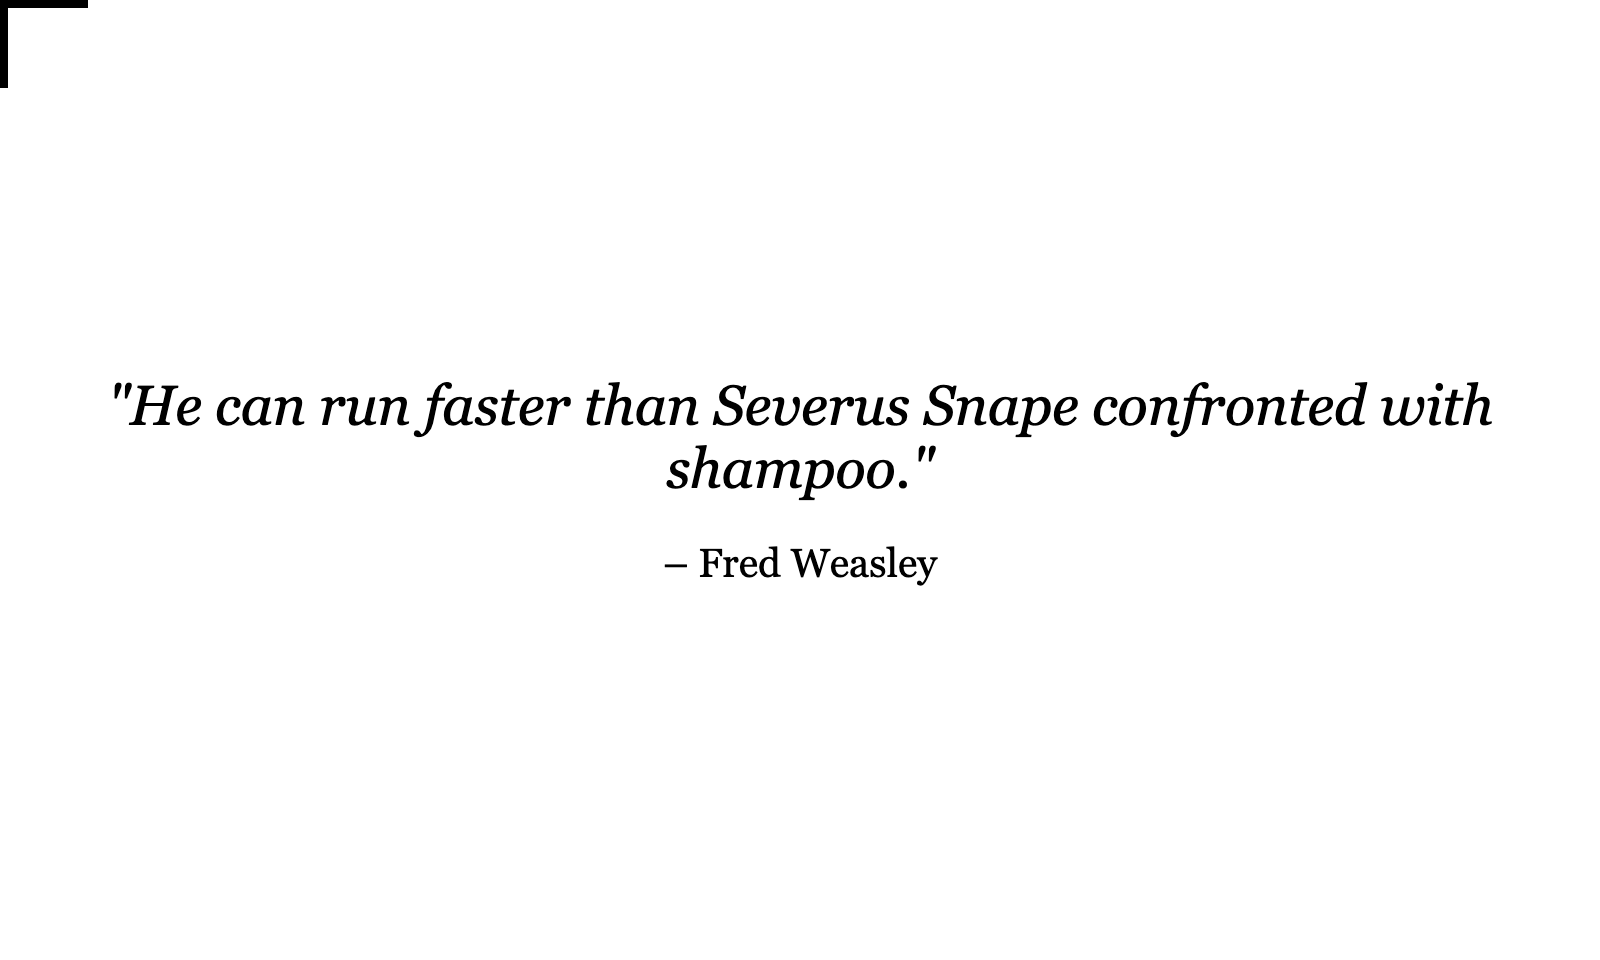 "He can run faster than Severus Snape confronted with
shampoo."
– Fred Weasley